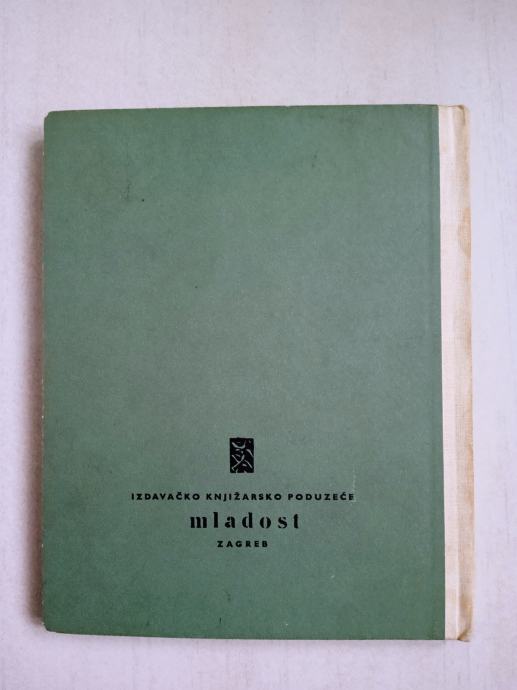 IZDAVAČKO KNJIŽARSKO PODUZEĆE
mladost
ZAGREB